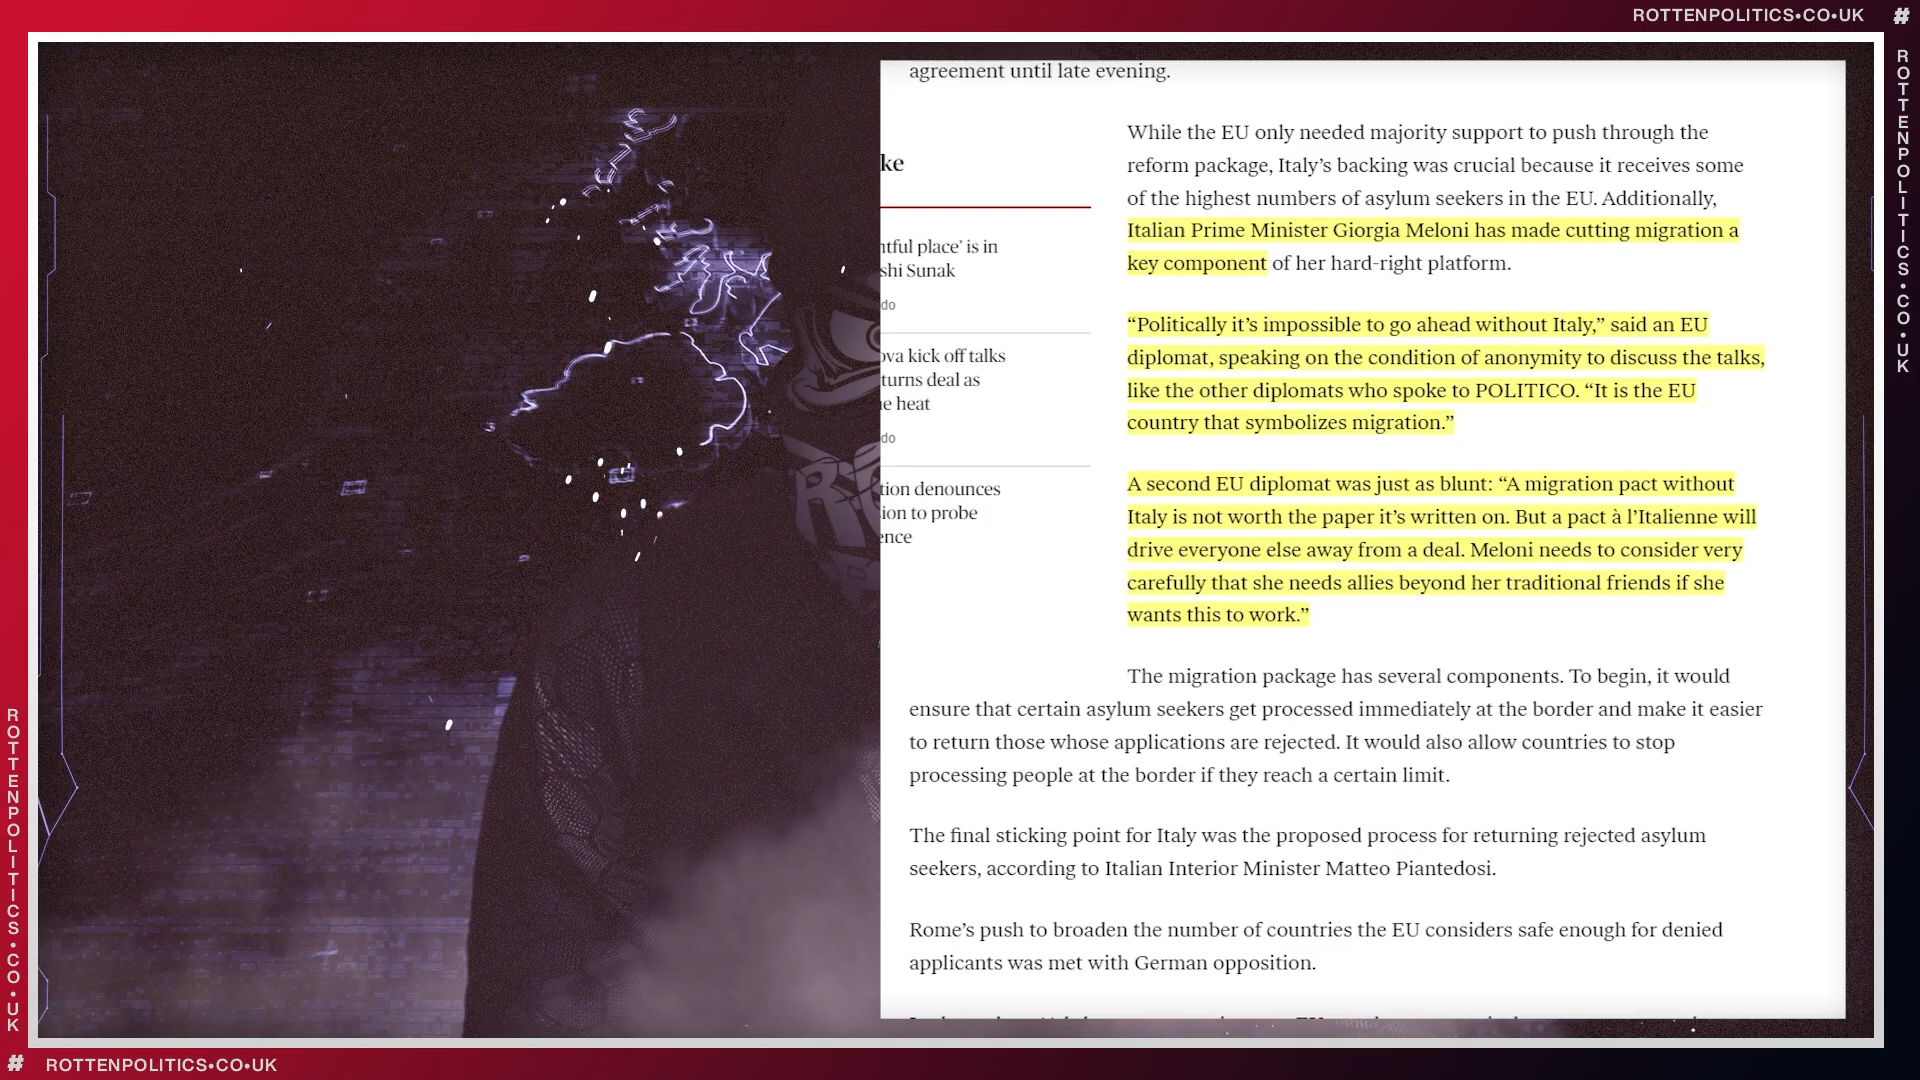 ROTTENPOLITICS•CO•UK #
ROTTENPOLITICS•CO•UK
agreement until late evening.
ke
ntful place’ is in
shi Sunak
do
ova kick off talks
turns deal as
e heat
do
tion denounces
ion to probe
ence
While the EU only needed majority support to push through the
reform package, Italy’s backing was crucial because it receives some
of the highest numbers of asylum seekers in the EU. Additionally,
Italian Prime Minister Giorgia Meloni has made cutting migration a
key component of her hard-right platform.
“Politically it’s impossible to go ahead without Italy,” said an EU
diplomat, speaking on the condition of anonymity to discuss the talks,
like the other diplomats who spoke to POLITICO. “It is the EU
country that symbolizes migration.”
A second EU diplomat was just as blunt: “A migration pact without
Italy is not worth the paper it’s written on. But a pact à l’Italienne will
drive everyone else away from a deal. Meloni needs to consider very
carefully that she needs allies beyond her traditional friends if she
wants this to work.”
The migration package has several components. To begin, it would
ensure that certain asylum seekers get processed immediately at the border and make it easier
to return those whose applications are rejected. It would also allow countries to stop
processing people at the border if they reach a certain limit.
The final sticking point for Italy was the proposed process for returning rejected asylum
seekers, according to Italian Interior Minister Matteo Piantedosi.
Rome’s push to broaden the number of countries the EU considers safe enough for denied
applicants was met with German opposition.
ROTTENPOLITICS•CO•UK
# ROTTENPOLITICS•CO•UK